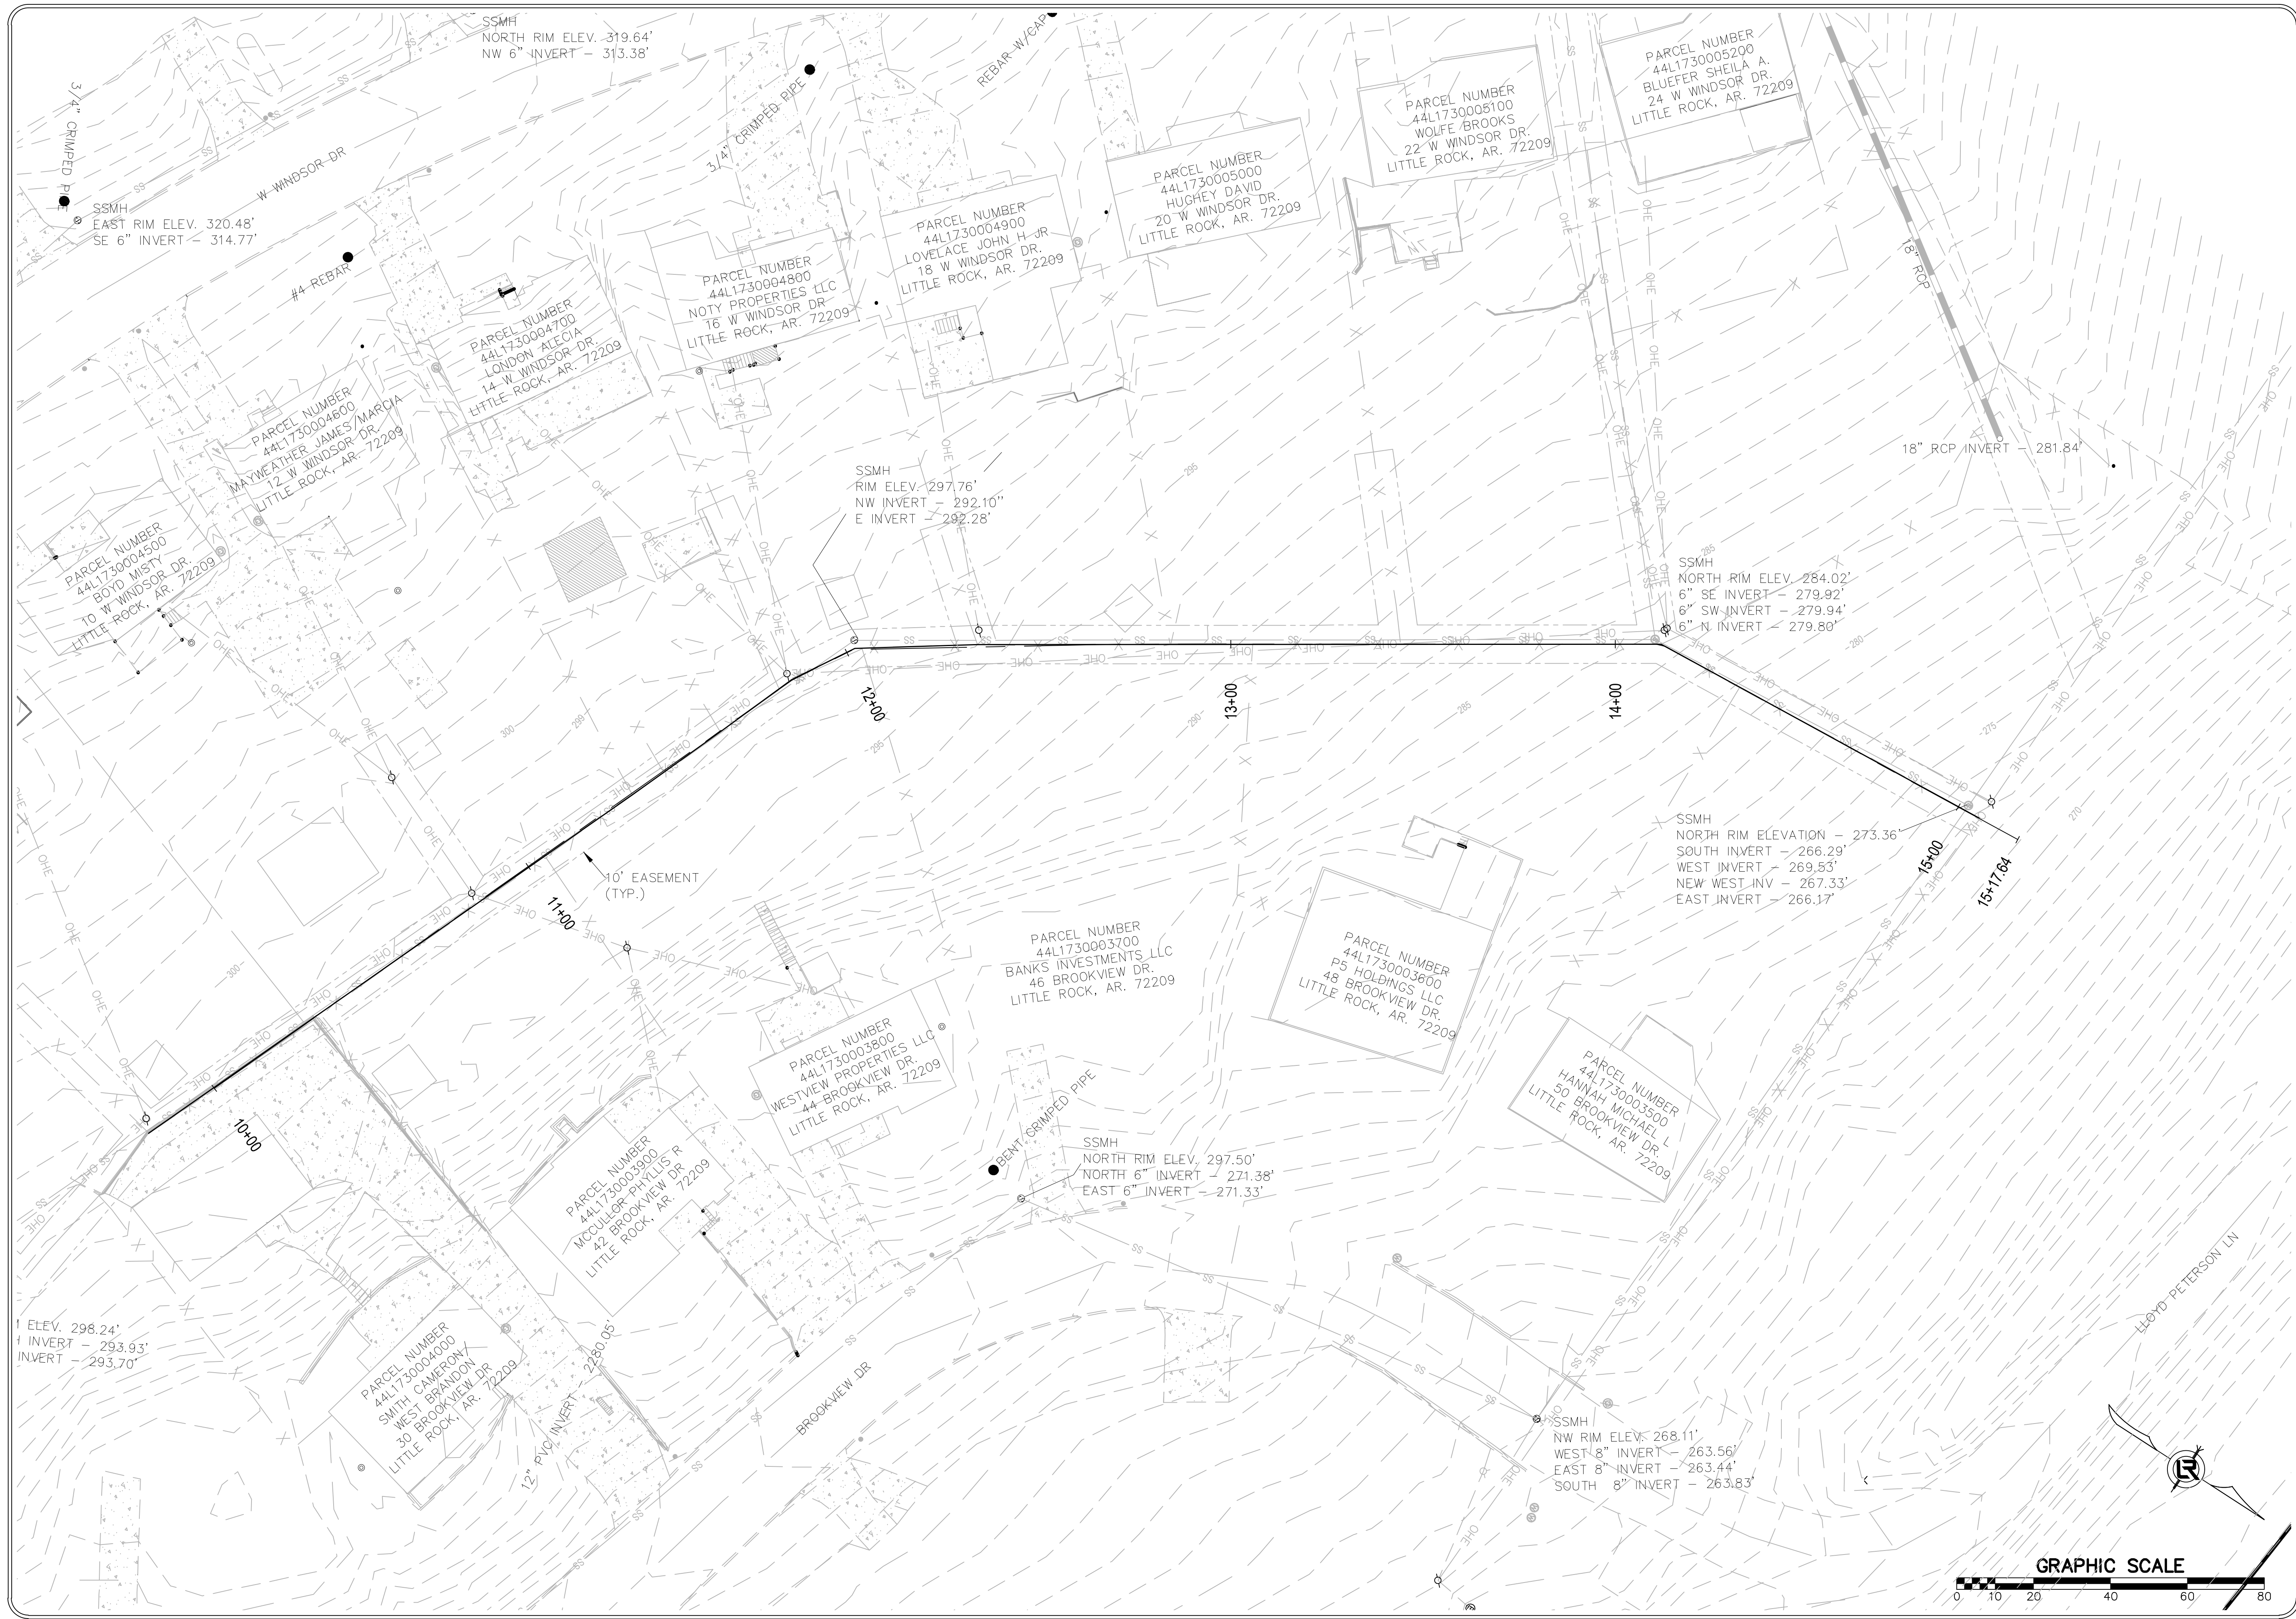 SSMH
NORTH RIM ELEV. 319.64'
NW 6" INVERT - 313.38'
3/4" CRIMPED PIPE
SSMH
EAST RIM ELEV. 320.48'
SE 6" INVERT - 314.77'
W WINDSOR DR
#4 REBAR
3/4" CRIMPED PIPE
REBAR W/CAP
PARCEL NUMBER
44L1730005200
BLUEFER SHEILA A.
24 W WINDSOR DR.
LITTLE ROCK, AR. 72209
PARCEL NUMBER
44L1730005100
WOLFE BROOKS
22 W WINDSOR DR.
LITTLE ROCK, AR. 72209
PARCEL NUMBER
44L1730005000
HUGHEY DAVID
20 W WINDSOR DR.
LITTLE ROCK, AR. 72209
PARCEL NUMBER
44L1730004900
LOVELACE JOHN H JR
18 W WINDSOR DR.
LITTLE ROCK, AR. 72209
PARCEL NUMBER
44L1730004800
NOTY PROPERTIES LLC
16 W WINDSOR DR
LITTLE ROCK, AR. 72209
PARCEL NUMBER
44L1730004700
LONDON ALECIA
14 W WINDSOR DR.
LITTLE ROCK, AR. 72209
PARCEL NUMBER
44L1730004600
MAYWEATHER JAMES/MARCIA
12 W WINDSOR DR.
LITTLE ROCK, AR. 72209
PARCEL NUMBER
44L1730004500
BOYD MISTY
10 W WINDSOR DR.
LITTLE ROCK, AR. 72209
18" RCP
18" RCP INVERT - 281.84'
SSMH
RIM ELEV. 297.76'
NW INVERT - 292.10''
E INVERT - 292.28'
SSMH
NORTH RIM ELEV. 284.02'
6" SE INVERT - 279.92'
6" SW INVERT - 279.94'
6" N INVERT - 279.80'
295
285
280
275
270
300
299
295
290
285
300
10+00
11+00
12+00
13+00
14+00
15+00
15+17.64
10' EASEMENT
(TYP.)
SSMH
NORTH RIM ELEVATION - 273.36'
SOUTH INVERT - 266.29'
WEST INVERT - 269.53'
NEW WEST INV - 267.33'
EAST INVERT - 266.17'
PARCEL NUMBER
44L1730003700
BANKS INVESTMENTS LLC
46 BROOKVIEW DR.
LITTLE ROCK, AR. 72209
PARCEL NUMBER
44L1730003600
P5 HOLDINGS LLC
48 BROOKVIEW DR.
LITTLE ROCK, AR. 72209
PARCEL NUMBER
44L1730003500
HANNAH MICHAEL L
50 BROOKVIEW DR.
LITTLE ROCK, AR. 72209
PARCEL NUMBER
44L1730003800
WESTVIEW PROPERTIES LLC
44 BROOKVIEW DR.
LITTLE ROCK, AR. 72209
PARCEL NUMBER
44L1730003900
MCCULLOR PHYLLIS R
42 BROOKVIEW DR
LITTLE ROCK, AR. 72209
PARCEL NUMBER
44L1730004000
SMITH CAMERON/
WEST BRANDON
30 BROOKVIEW DR
LITTLE ROCK, AR. 72209
BENT CRIMPED PIPE
SSMH
NORTH RIM ELEV. 297.50'
NORTH 6" INVERT - 271.38'
EAST 6" INVERT - 271.33'
ELEV. 298.24'
INVERT - 293.93'
INVERT - 293.70'
12" PVC INVERT - 2280.05'
BROOKVIEW DR
LLOYD PETERSON LN
SSMH
NW RIM ELEV. 268.11'
WEST 8" INVERT - 263.56'
EAST 8" INVERT - 263.44'
SOUTH 8" INVERT - 263.83'
OHE
SS
LR
GRAPHIC SCALE
0 10 20 40 60 80